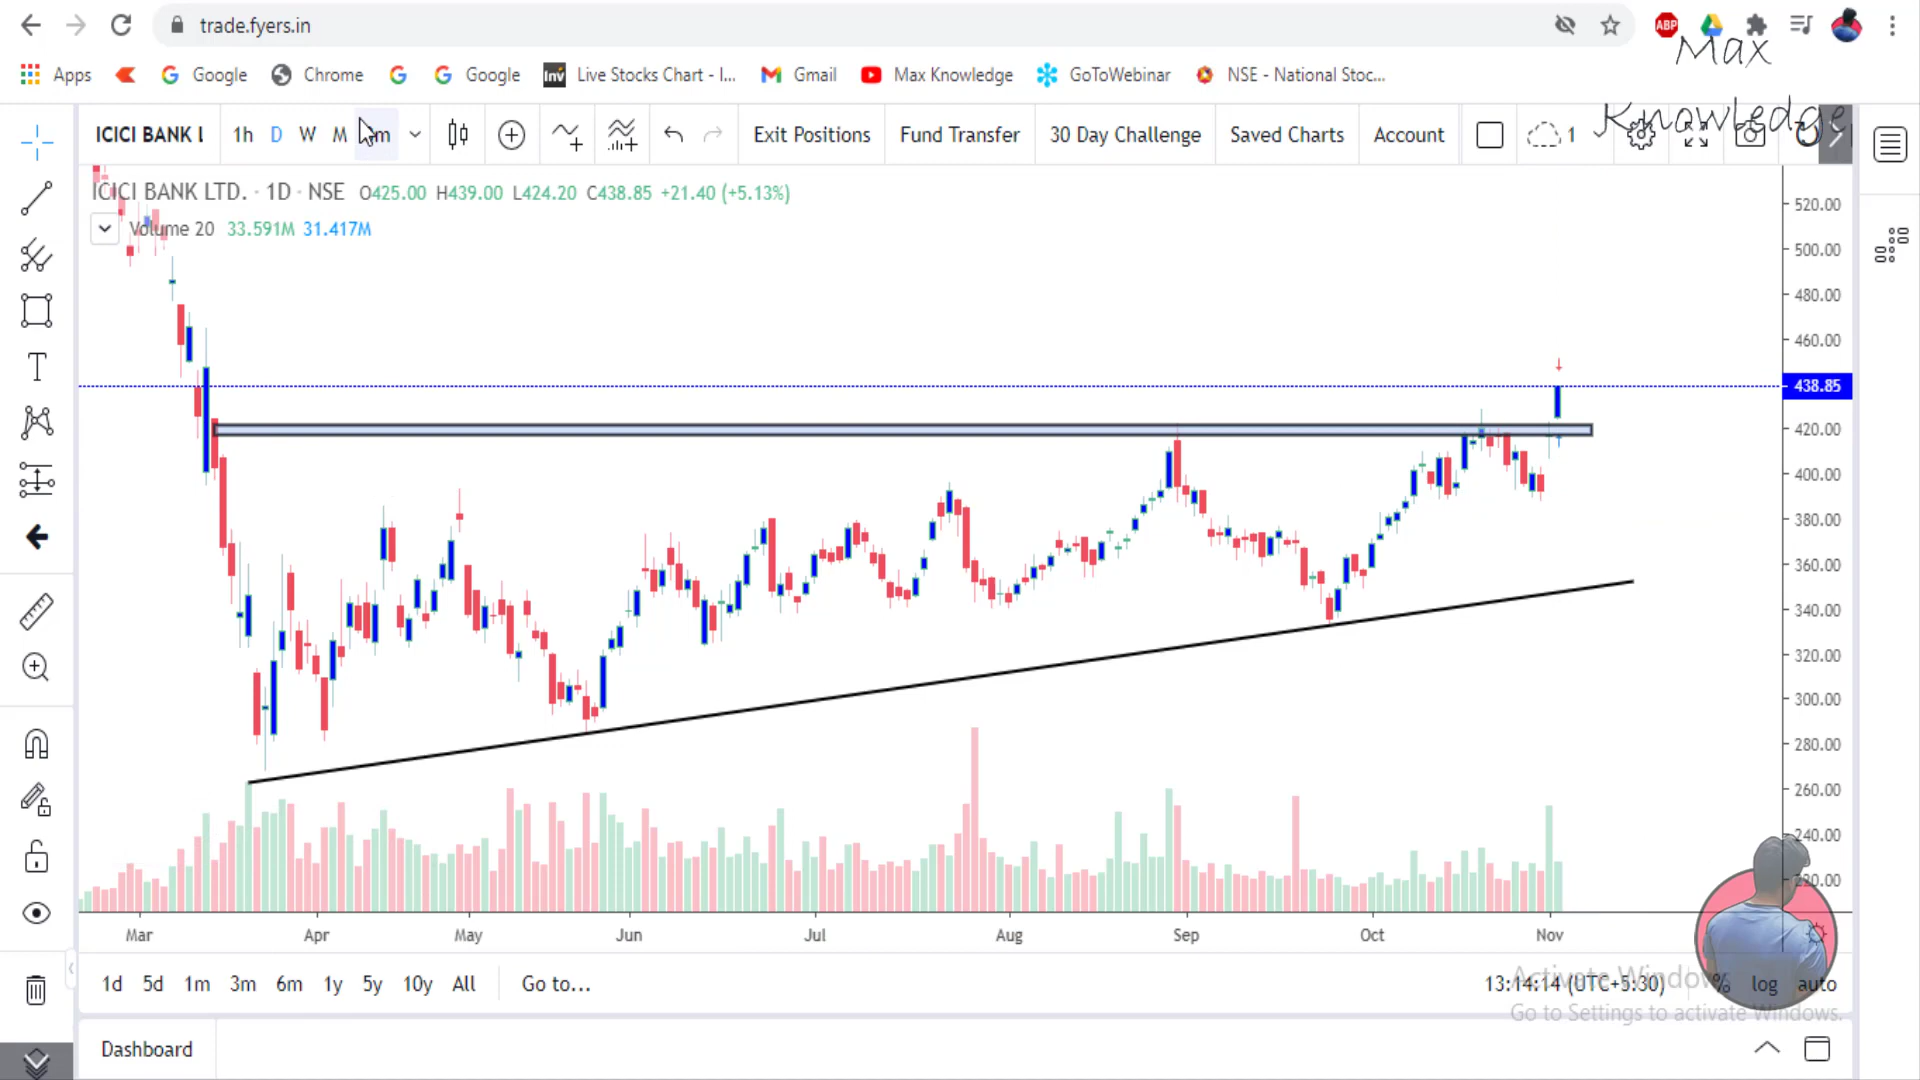 trade.fyers.in
ABP
Max
Knowledge
Apps Google Chrome Google Inv Live Stocks Chart - I... Gmail Max Knowledge GoToWebinar NSE - National Stoc...
ICICI BANK L 1h D W M m Exit Positions Fund Transfer 30 Day Challenge Saved Charts Account 1
ICICI BANK LTD. · 1D · NSE O425.00 H439.00 L424.20 C438.85 +21.40 (+5.13%)
Volume 20 33.591M 31.417M
520.00
500.00
480.00
460.00
438.85
420.00
400.00
380.00
360.00
340.00
320.00
300.00
280.00
260.00
240.00
220.00
Mar Apr May Jun Jul Aug Sep Oct Nov
1d 5d 1m 3m 6m 1y 5y 10y All Go to... 13:14:14 (UTC+5:30) % log auto
Activate Windows
Go to Settings to activate Windows.
Dashboard